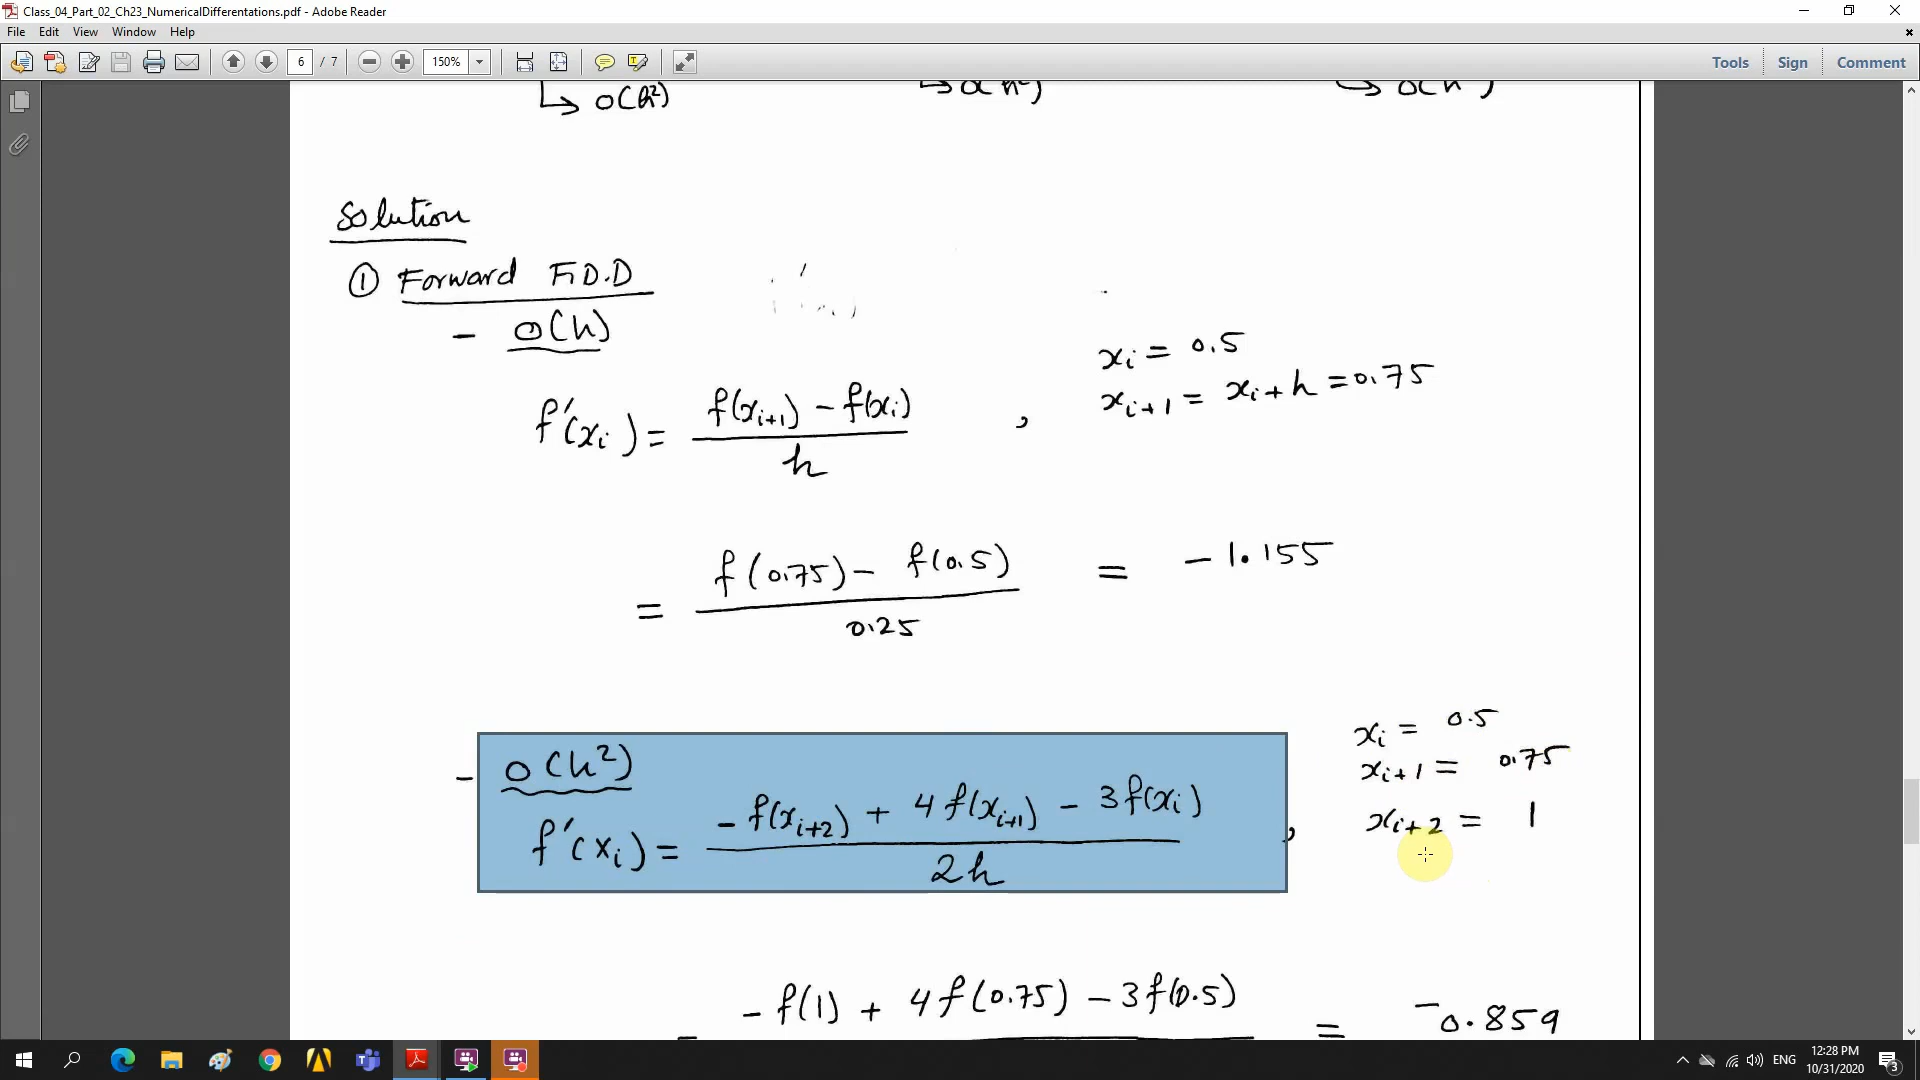 Class_04_Part_02_Ch23_NumericalDifferentations.pdf - Adobe Reader
File Edit View Window Help
6 / 7 150% Tools Sign Comment
↳ O(h²)
Solution
① Forward F.D.D
- O(h)
xᵢ = 0.5
xᵢ₊₁ = xᵢ + h = 0.75
f'(xᵢ) = (f(xᵢ₊₁) - f(xᵢ)) / h ,
= (f(0.75) - f(0.5)) / 0.25 = -1.155
- O(h²)
f'(xᵢ) = (-f(xᵢ₊₂) + 4f(xᵢ₊₁) - 3f(xᵢ)) / 2h ,
xᵢ = 0.5
xᵢ₊₁ = 0.75
xᵢ₊₂ = 1
= -f(1) + 4f(0.75) - 3f(0.5) = -0.859
ENG
12:28 PM
10/31/2020
3